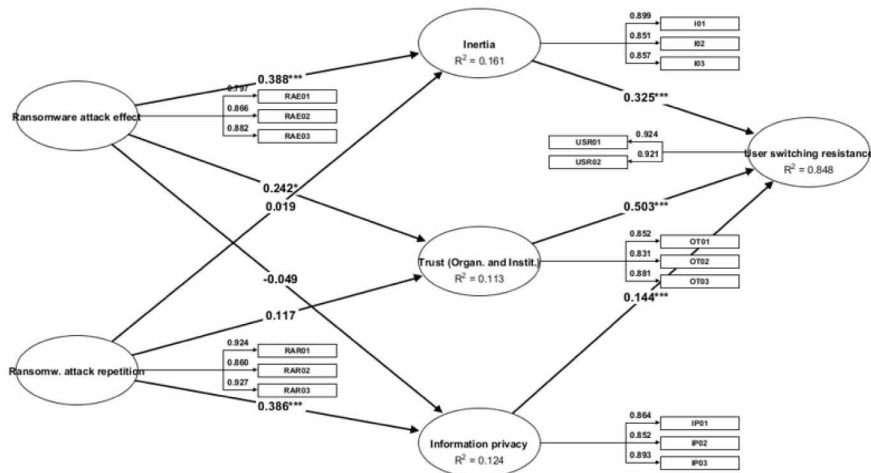 0.899
I01
Inertia
0.851
I02
R² = 0.161
0.857
I03
0.388***
0.797
RAE01
0.325***
Ransomware attack effect
0.866
RAE02
0.882
RAE03
USR01
0.924
User switching resistance
USR02
0.921
R² = 0.848
0.242*
0.019
0.503***
0.852
OT01
Trust (Organ. and Instit.)
0.831
OT02
R² = 0.113
0.881
OT03
-0.049
0.144***
0.117
0.924
RAR01
Ransomw. attack repetition
0.860
RAR02
0.927
RAR03
0.386***
0.864
IP01
Information privacy
0.852
IP02
R² = 0.124
0.893
IP03